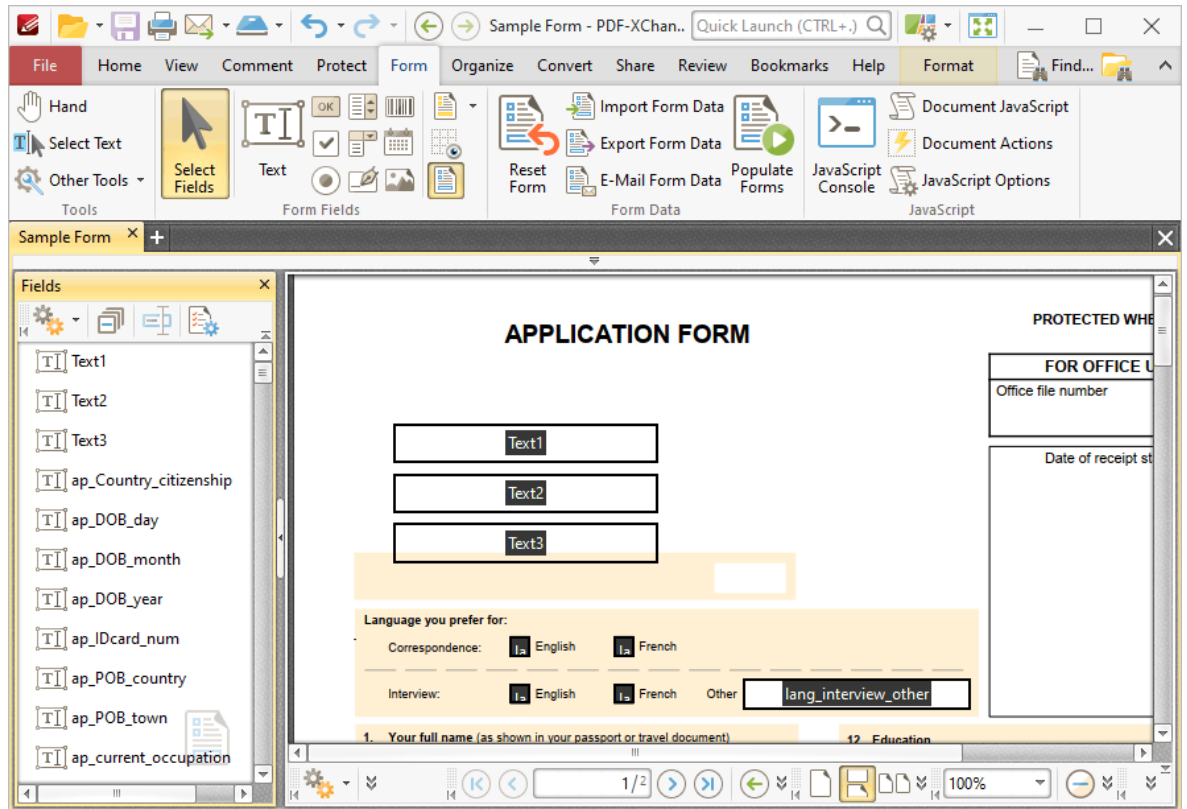 Sample Form - PDF-XChan..
Quick Launch (CTRL+.)
File Home View Comment Protect Form Organize Convert Share Review Bookmarks Help Format Find...
Hand
Select Text
Other Tools
Select Fields
Tools
Text
OK
Form Fields
Reset Form
Import Form Data
Export Form Data
E-Mail Form Data
Populate Forms
Form Data
JavaScript Console
Document JavaScript
Document Actions
JavaScript Options
JavaScript
Sample Form
Fields
Text1
Text2
Text3
ap_Country_citizenship
ap_DOB_day
ap_DOB_month
ap_DOB_year
ap_IDcard_num
ap_POB_country
ap_POB_town
ap_current_occupation
APPLICATION FORM
PROTECTED WHE
FOR OFFICE U
Office file number
Date of receipt st
Text1
Text2
Text3
Language you prefer for:
Correspondence: English French
Interview: English French Other lang_interview_other
1. Your full name (as shown in your passport or travel document)
12 Education
1/2
100%